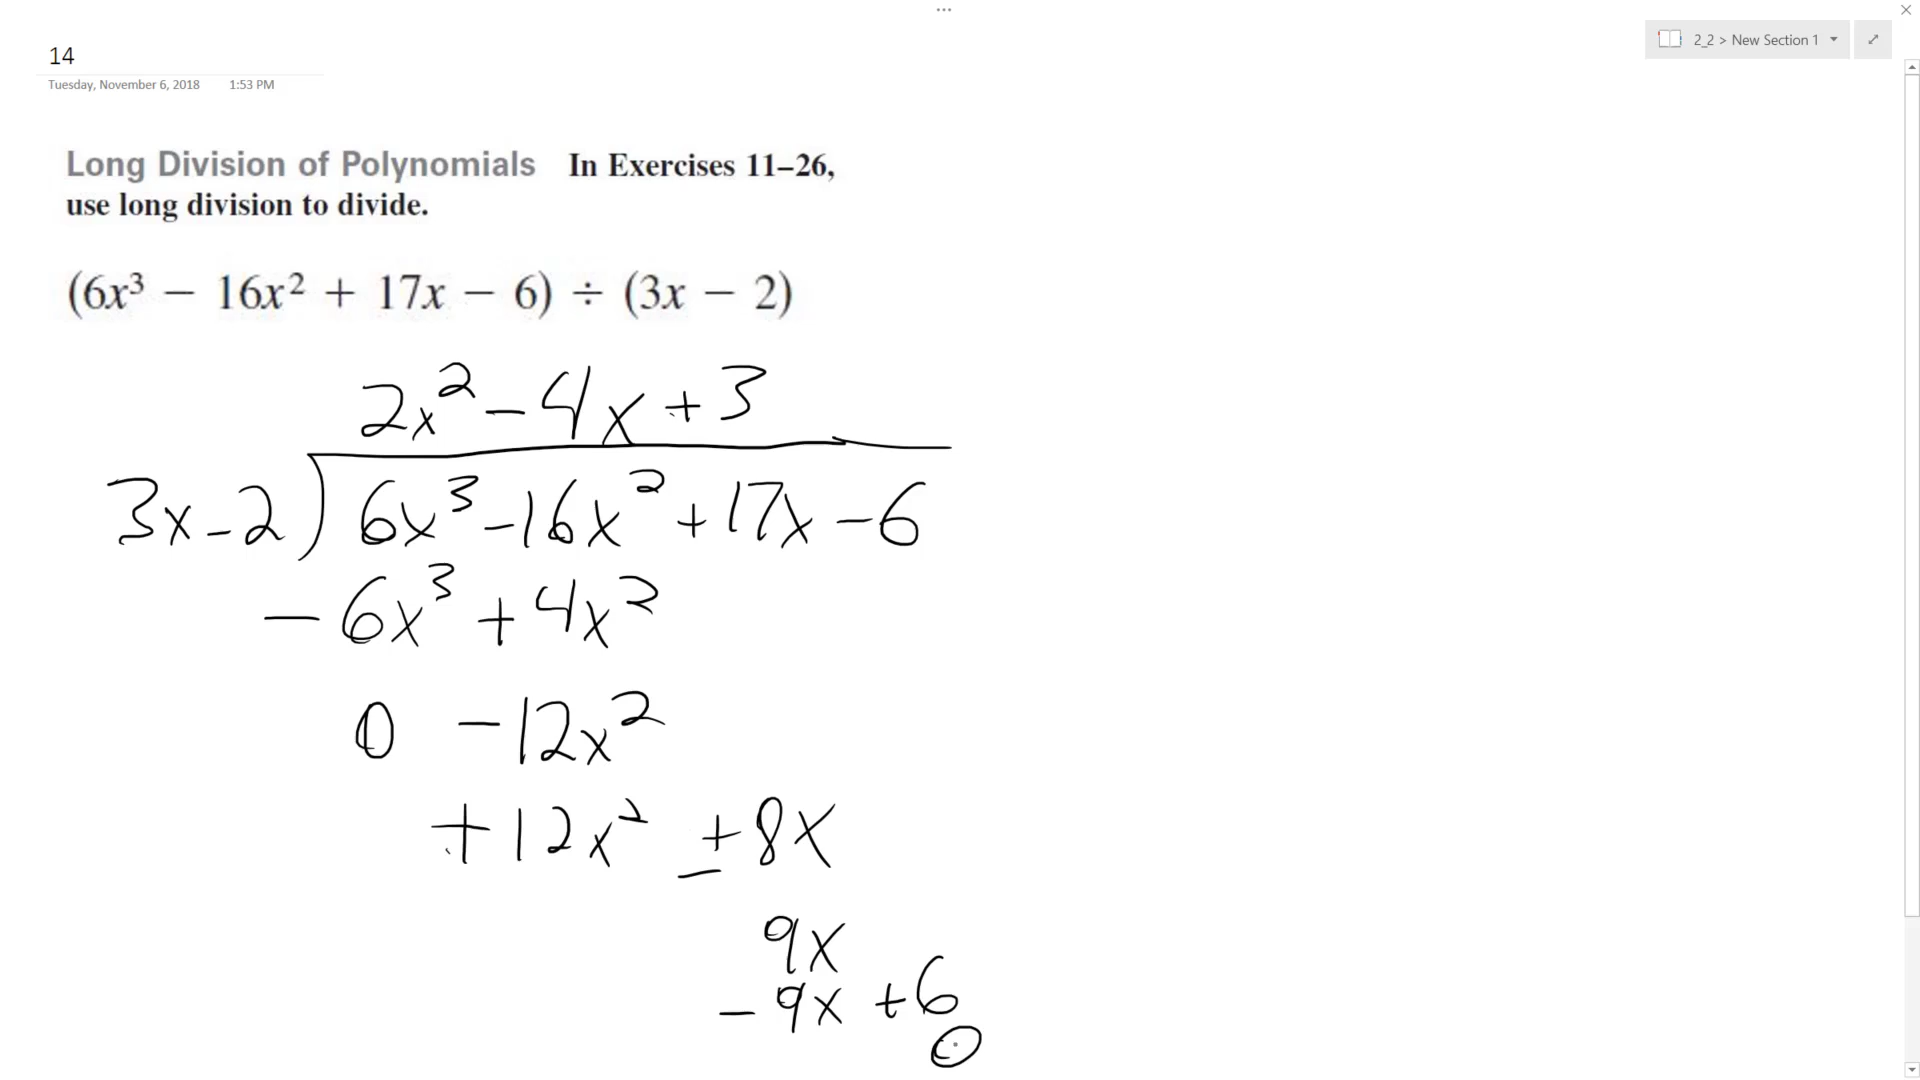 ...
2_2 > New Section 1
14
Tuesday, November 6, 2018 1:53 PM
Long Division of Polynomials In Exercises 11–26,
use long division to divide.
(6x³ − 16x² + 17x − 6) ÷ (3x − 2)
2x² − 4x + 3
3x − 2 ) 6x³ − 16x² + 17x − 6
− 6x³ + 4x²
0 − 12x²
+ 12x² ± 8x
9x
− 9x + 6
0